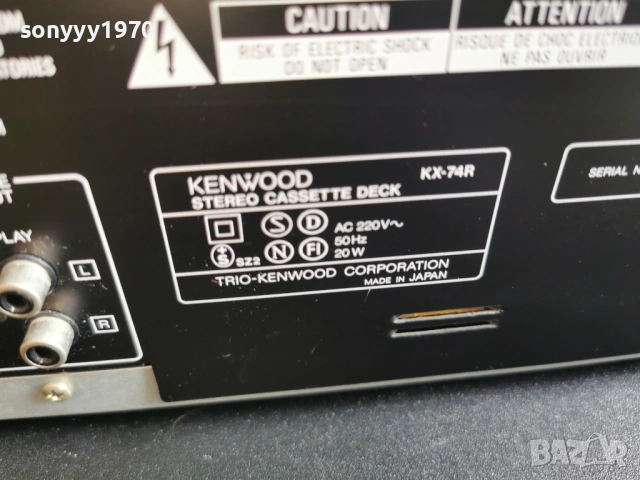 sonyyy1970
CAUTION
RISK OF ELECTRIC SHOCK
DO NOT OPEN
ATTENTION
RISQUE DE CHOC ELECTRIQ
NE PAS OUVRIR
KENWOOD KX-74R
STEREO CASSETTE DECK
S D AC 220V~
50Hz
SZ2 N FI 20W
TRIO-KENWOOD CORPORATION
MADE IN JAPAN
SERIAL N
PLAY
L
R
BAZAR